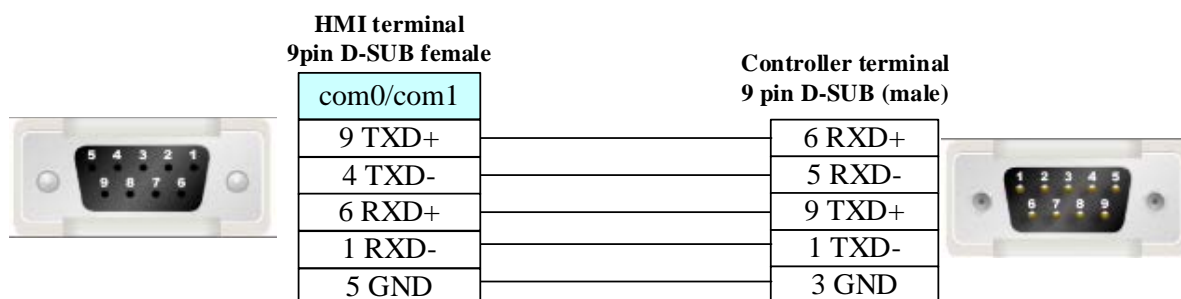 HMI terminal
9pin D-SUB female
com0/com1
9 TXD+
4 TXD-
6 RXD+
1 RXD-
5 GND
5 4 3 2 1
9 8 7 6
Controller terminal
9 pin D-SUB (male)
6 RXD+
5 RXD-
9 TXD+
1 TXD-
3 GND
1 2 3 4 5
6 7 8 9